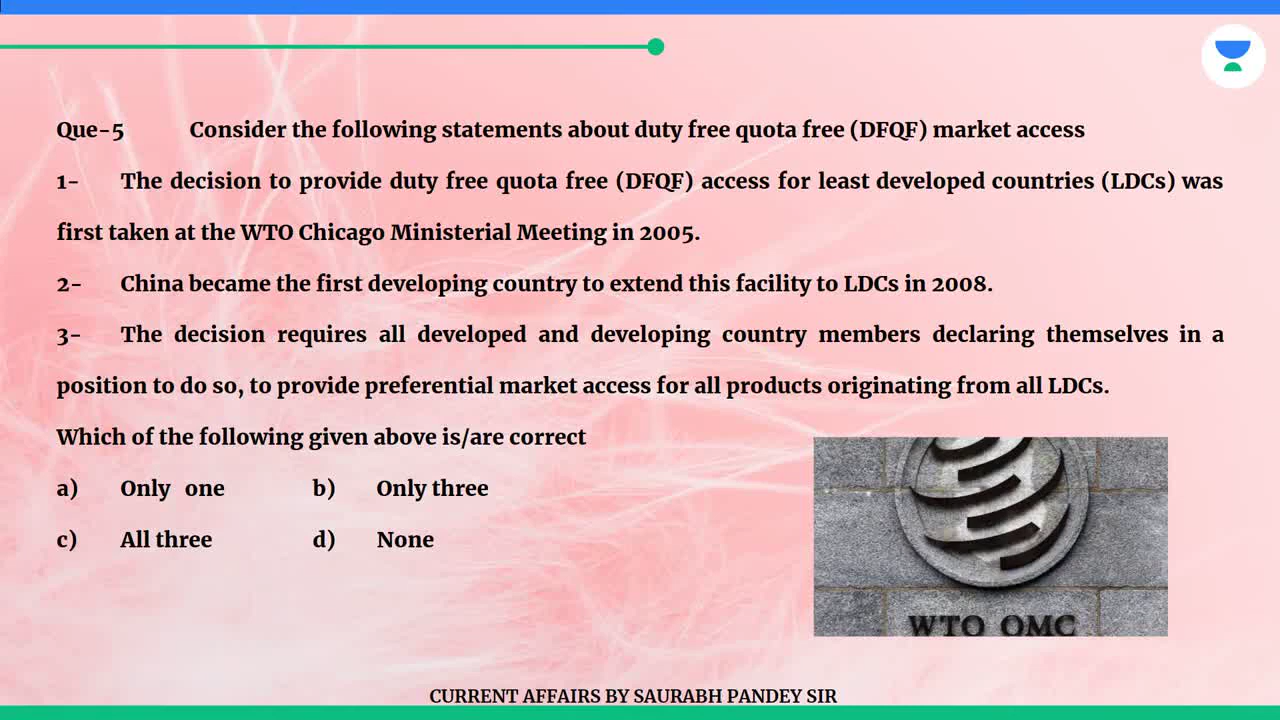 Que-5 Consider the following statements about duty free quota free (DFQF) market access
1- The decision to provide duty free quota free (DFQF) access for least developed countries (LDCs) was
first taken at the WTO Chicago Ministerial Meeting in 2005.
2- China became the first developing country to extend this facility to LDCs in 2008.
3- The decision requires all developed and developing country members declaring themselves in a
position to do so, to provide preferential market access for all products originating from all LDCs.
Which of the following given above is/are correct
a) Only one b) Only three
c) All three d) None
WTO OMC
CURRENT AFFAIRS BY SAURABH PANDEY SIR